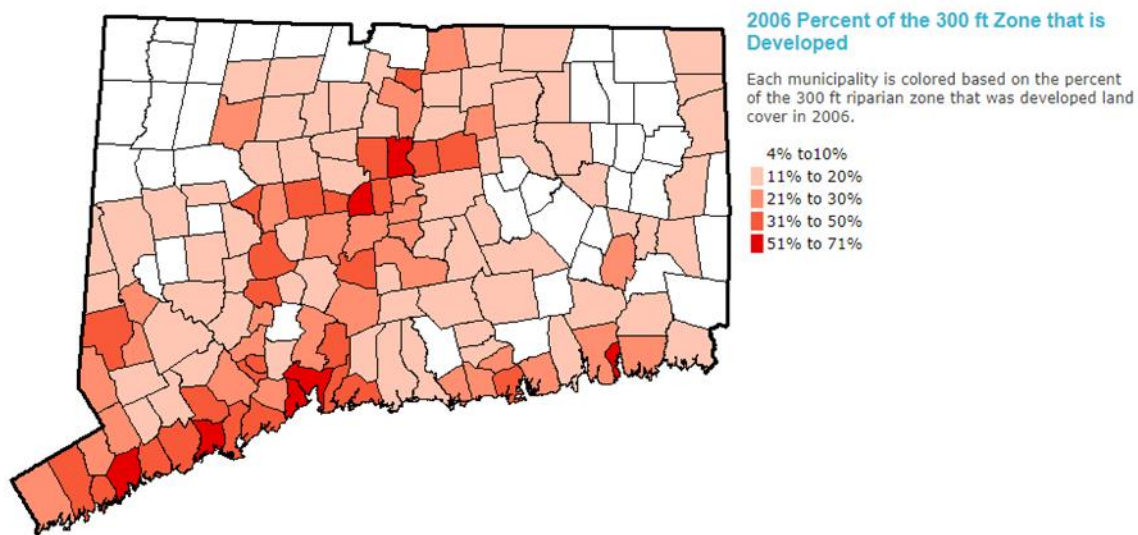 2006 Percent of the 300 ft Zone that is
Developed
Each municipality is colored based on the percent
of the 300 ft riparian zone that was developed land
cover in 2006.
4% to10%
11% to 20%
21% to 30%
31% to 50%
51% to 71%